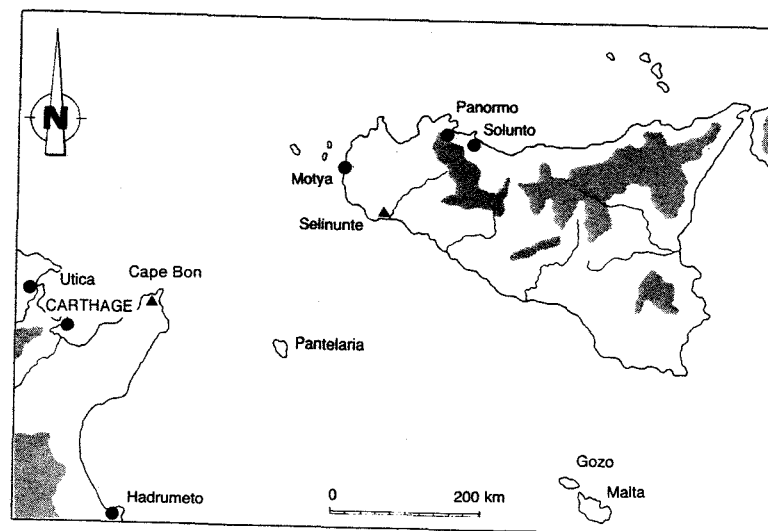 N
Panormo
Solunto
Motya
Selinunte
Utica
Cape Bon
CARTHAGE
Pantelaria
Gozo
Malta
Hadrumeto
0 200 km